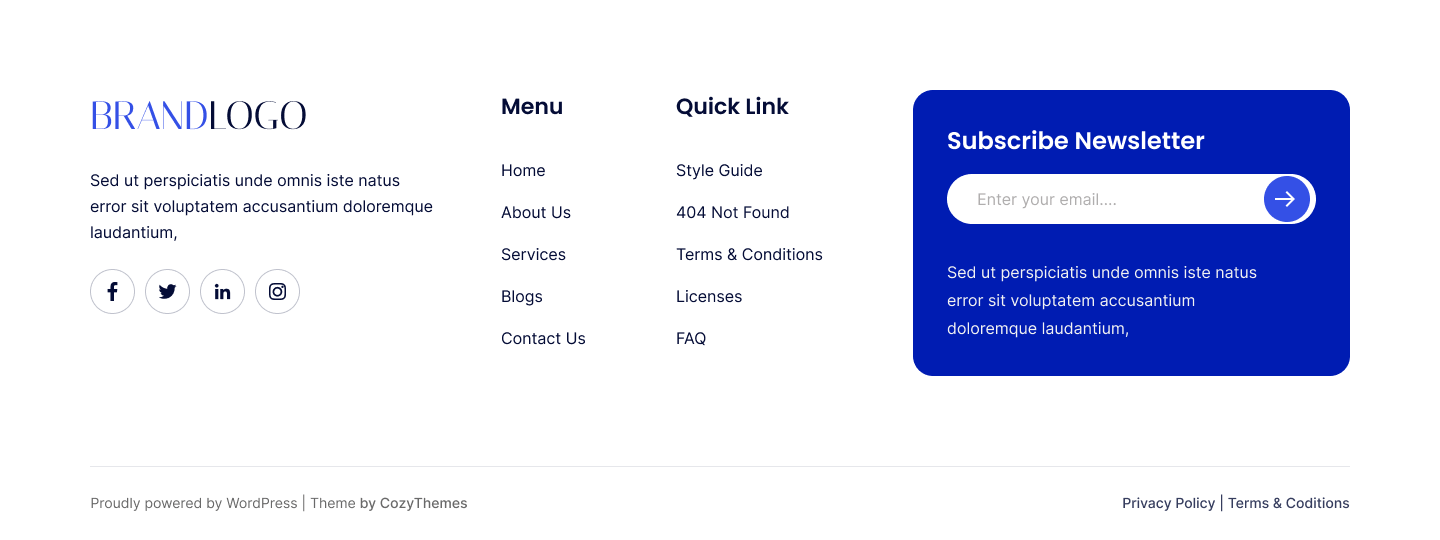 BRANDLOGO
Sed ut perspiciatis unde omnis iste natus
error sit voluptatem accusantium doloremque
laudantium,
Menu
Home
About Us
Services
Blogs
Contact Us
Quick Link
Style Guide
404 Not Found
Terms & Conditions
Licenses
FAQ
Subscribe Newsletter
Enter your email....
Sed ut perspiciatis unde omnis iste natus
error sit voluptatem accusantium
doloremque laudantium,
Proudly powered by WordPress | Theme by CozyThemes
Privacy Policy | Terms & Coditions